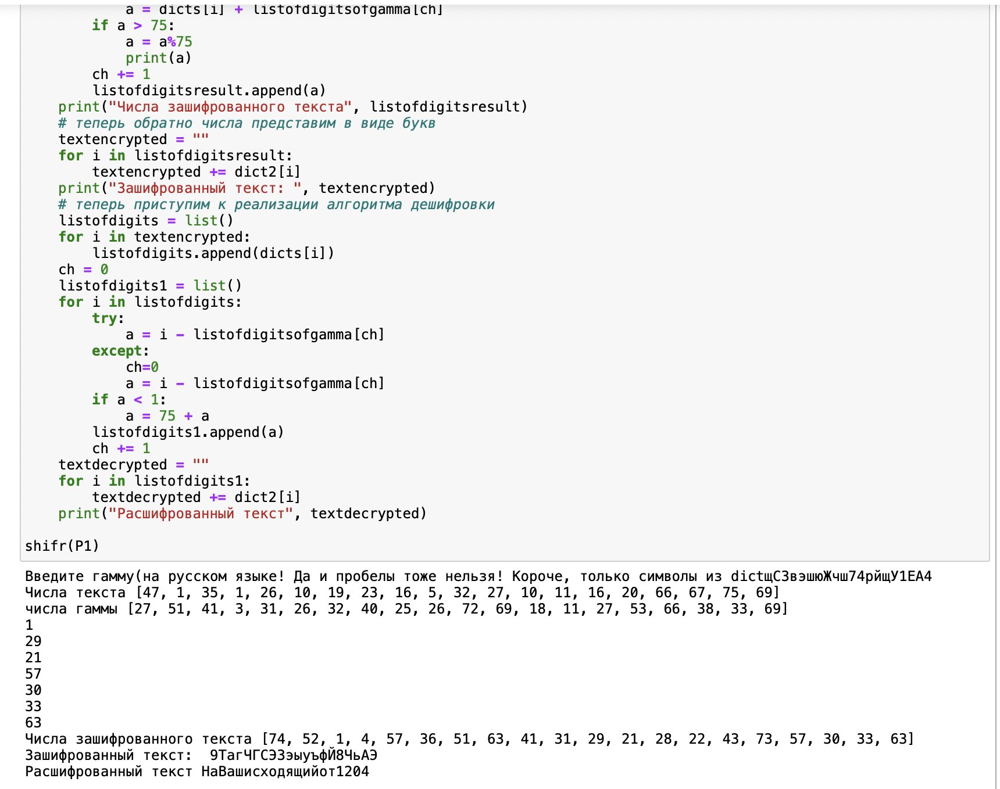 a = dicts[i] + listofdigitsofgamma[ch]
if a > 75:
a = a%75
print(a)
ch += 1
listofdigitsresult.append(a)
print("Числа зашифрованного текста", listofdigitsresult)
# теперь обратно числа представим в виде букв
textencrypted = ""
for i in listofdigitsresult:
textencrypted += dict2[i]
print("Зашифрованный текст: ", textencrypted)
# теперь приступим к реализации алгоритма дешифровки
listofdigits = list()
for i in textencrypted:
listofdigits.append(dicts[i])
ch = 0
listofdigits1 = list()
for i in listofdigits:
try:
a = i - listofdigitsofgamma[ch]
except:
ch=0
a = i - listofdigitsofgamma[ch]
if a < 1:
a = 75 + a
listofdigits1.append(a)
ch += 1
textdecrypted = ""
for i in listofdigits1:
textdecrypted += dict2[i]
print("Расшифрованный текст", textdecrypted)
shifr(P1)
Введите гамму(на русском языке! Да и пробелы тоже нельзя! Короче, только символы из dictщСЗвэшюЖчш74рйщУ1ЕА4
Числа текста [47, 1, 35, 1, 26, 10, 19, 23, 16, 5, 32, 27, 10, 11, 16, 20, 66, 67, 75, 69]
числа гаммы [27, 51, 41, 3, 31, 26, 32, 40, 25, 26, 72, 69, 18, 11, 27, 53, 66, 38, 33, 69]
1
29
21
57
30
33
63
Числа зашифрованного текста [74, 52, 1, 4, 57, 36, 51, 63, 41, 31, 29, 21, 28, 22, 43, 73, 57, 30, 33, 63]
Зашифрованный текст:  9ТагЧГСЭЗэыуъфЙ8ЧьАЭ
Расшифрованный текст НаВашисходящийот1204